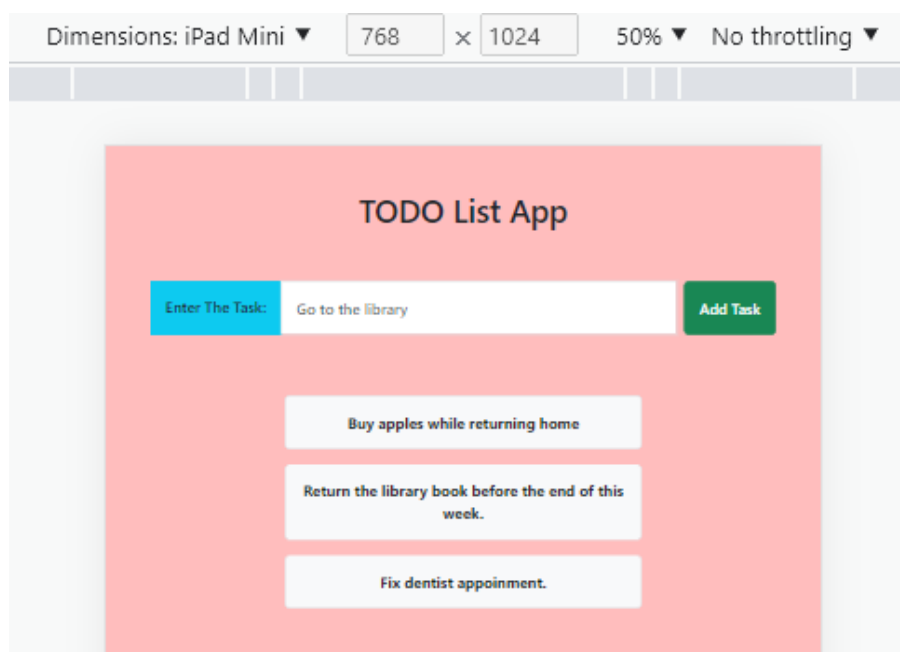 Dimensions: iPad Mini ▼ 768 × 1024 50% ▼ No throttling ▼
TODO List App
Enter The Task: Go to the library Add Task
Buy apples while returning home
Return the library book before the end of this
week.
Fix dentist appoinment.